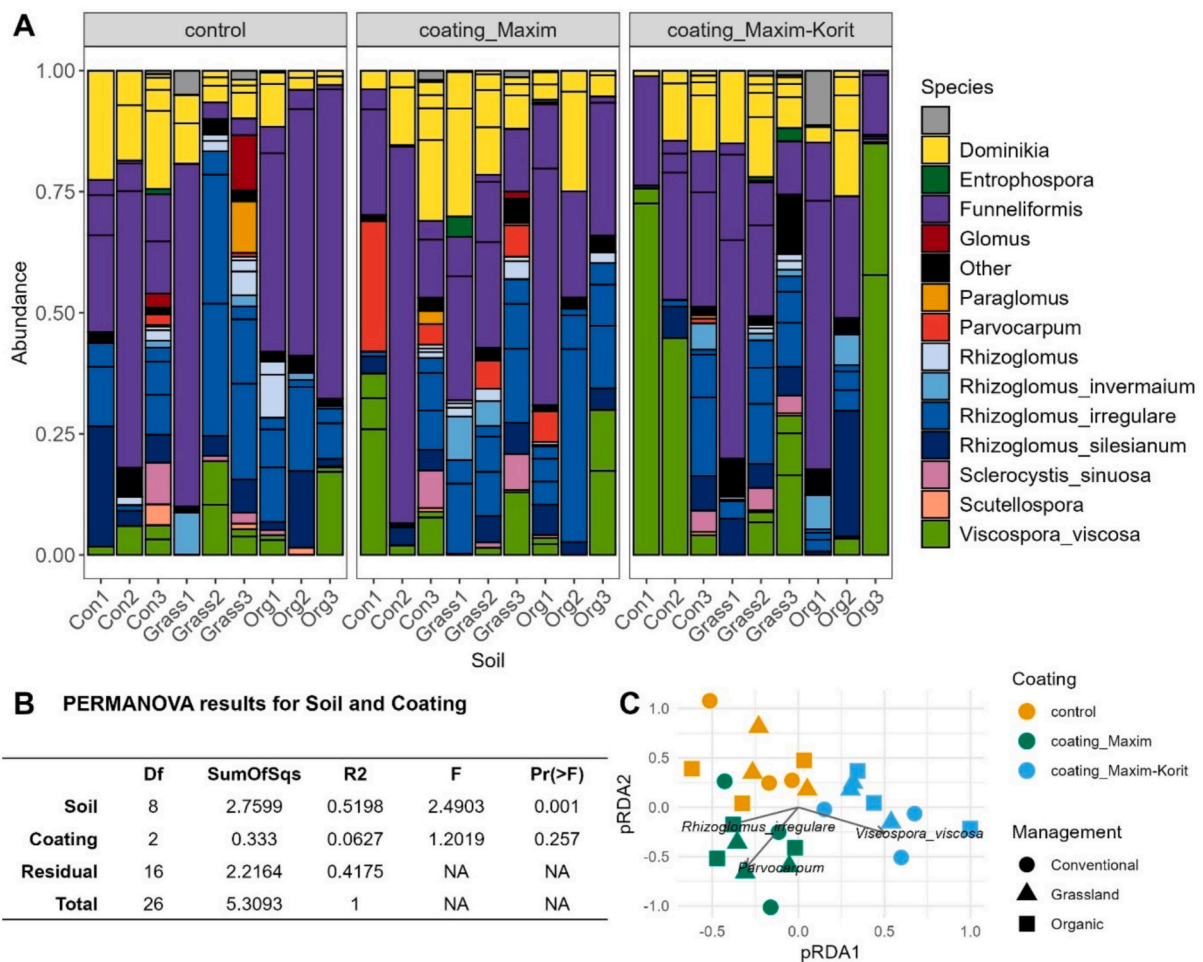 A
control
coating_Maxim
coating_Maxim-Korit
1.00
0.75
0.50
0.25
0.00
Abundance
Con1 Con2 Con3 Grass1 Grass2 Grass3 Org1 Org2 Org3
Con1 Con2 Con3 Grass1 Grass2 Grass3 Org1 Org2 Org3
Con1 Con2 Con3 Grass1 Grass2 Grass3 Org1 Org2 Org3
Soil
Species
Dominikia
Entrophospora
Funneliformis
Glomus
Other
Paraglomus
Parvocarpum
Rhizoglomus
Rhizoglomus_invermaium
Rhizoglomus_irregulare
Rhizoglomus_silesianum
Sclerocystis_sinuosa
Scutellospora
Viscospora_viscosa
B PERMANOVA results for Soil and Coating
Df SumOfSqs R2 F Pr(>F)
Soil 8 2.7599 0.5198 2.4903 0.001
Coating 2 0.333 0.0627 1.2019 0.257
Residual 16 2.2164 0.4175 NA NA
Total 26 5.3093 1 NA NA
C
1.0
0.5
0.0
-0.5
-1.0
pRDA2
Rhizoglomus_irregulare
Viscospora_viscosa
Parvocarpum
-0.5 0.0 0.5 1.0
pRDA1
Coating
control
coating_Maxim
coating_Maxim-Korit
Management
Conventional
Grassland
Organic